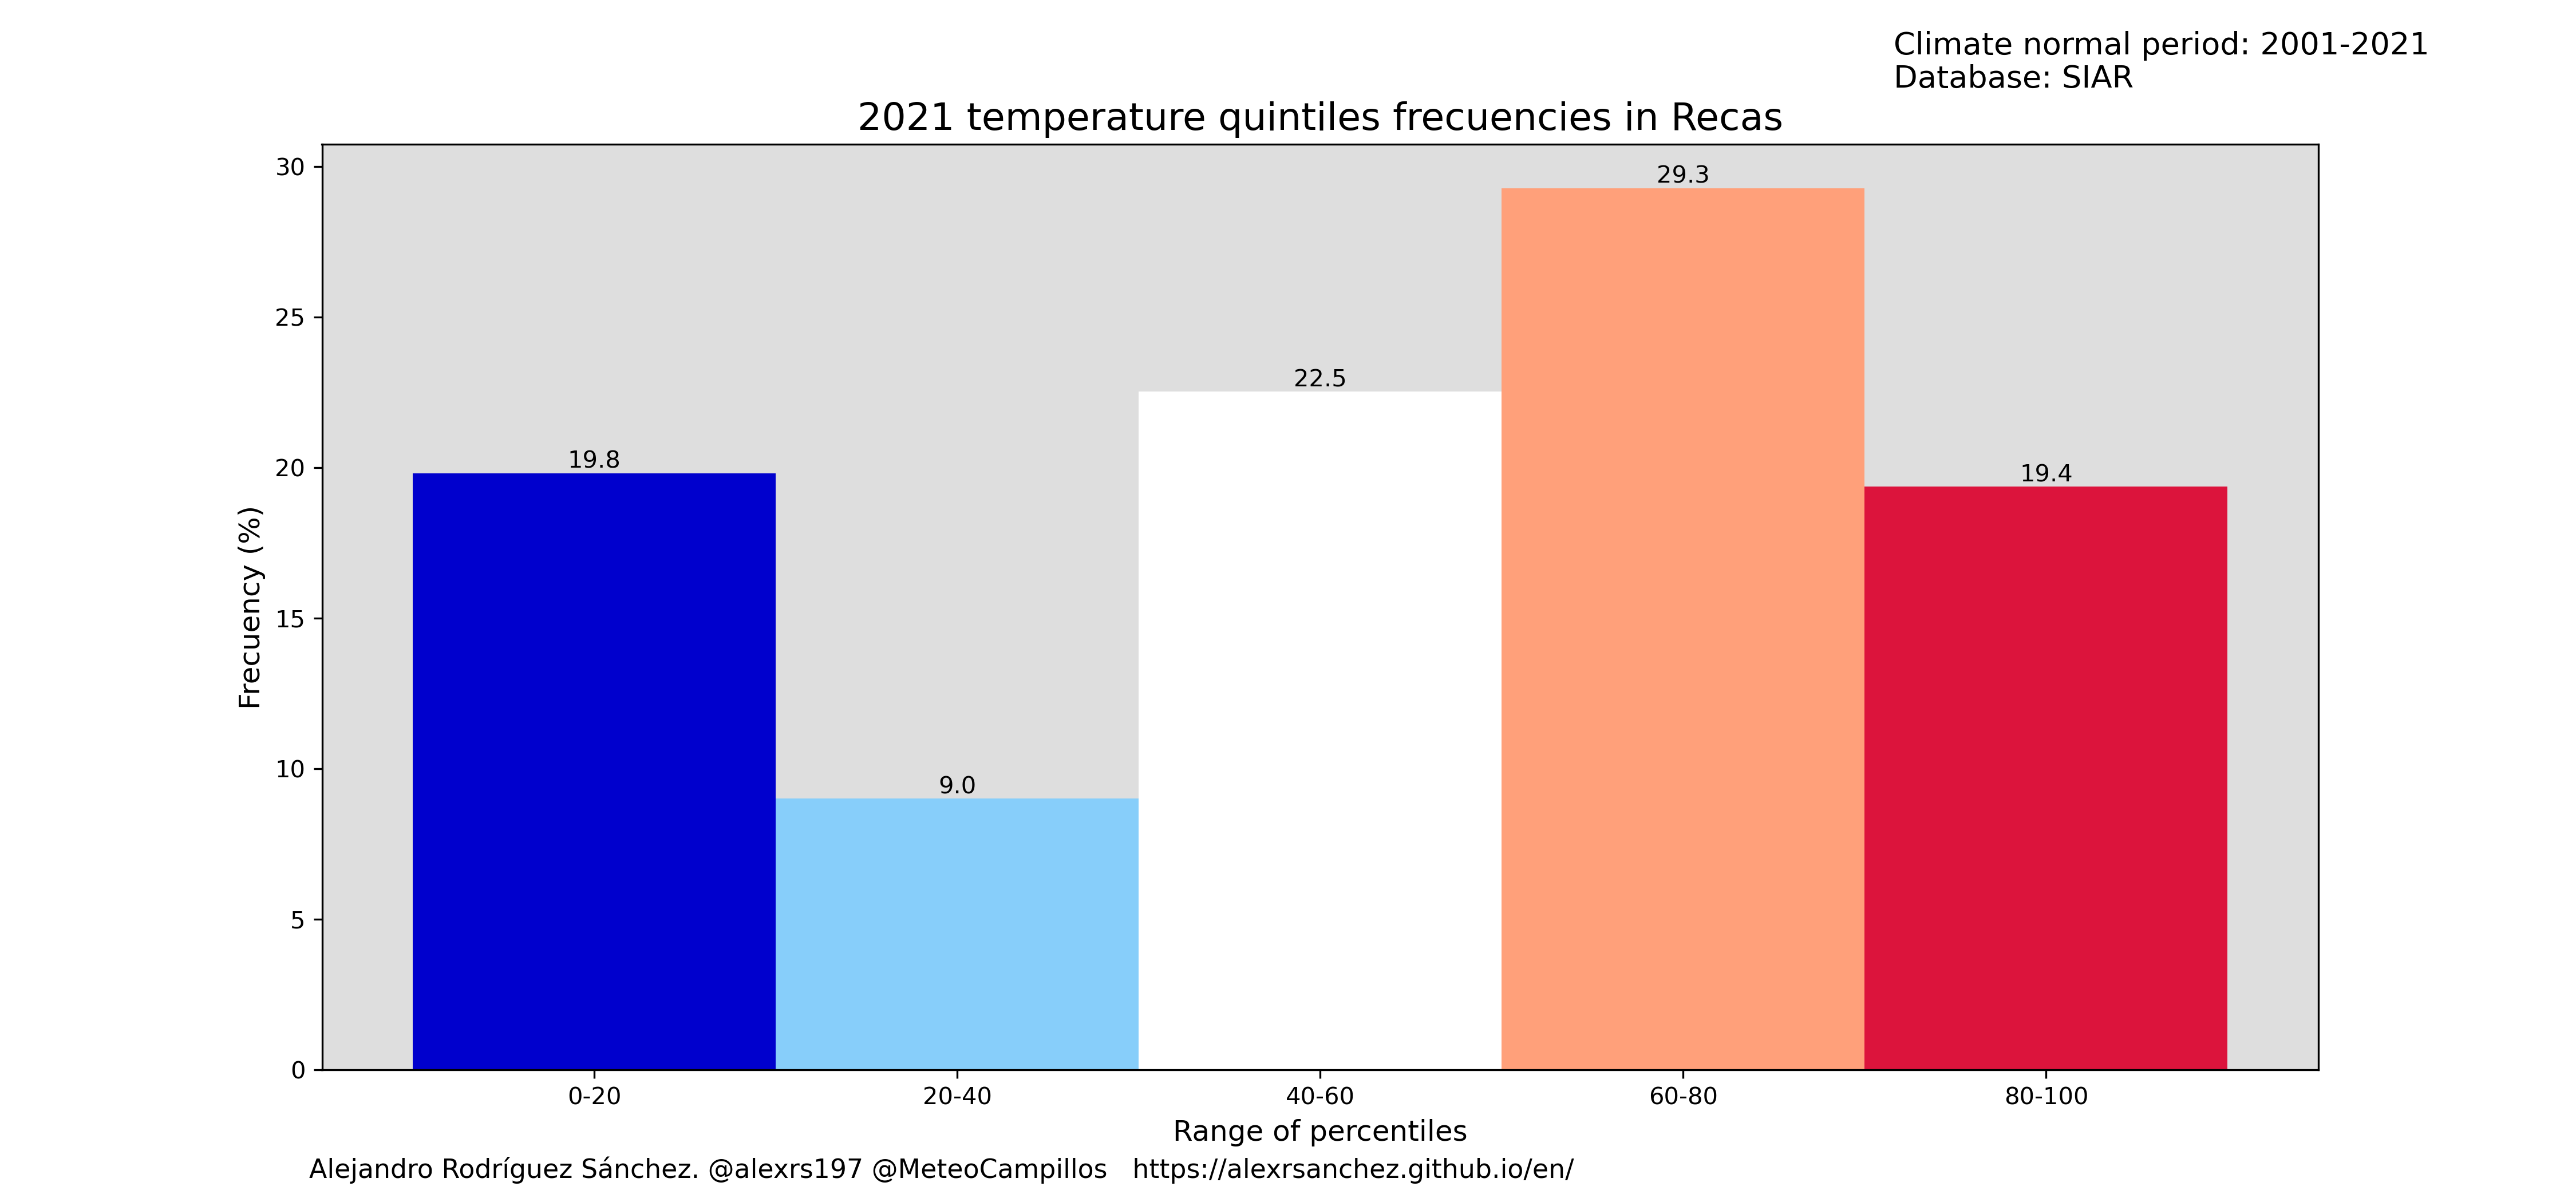 Climate normal period: 2001-2021
Database: SIAR
2021 temperature quintiles frecuencies in Recas
30
25
20
15
10
5
0
Frecuency (%)
19.8
9.0
22.5
29.3
19.4
0-20
20-40
40-60
60-80
80-100
Range of percentiles
Alejandro Rodríguez Sánchez. @alexrs197 @MeteoCampillos   https://alexrsanchez.github.io/en/